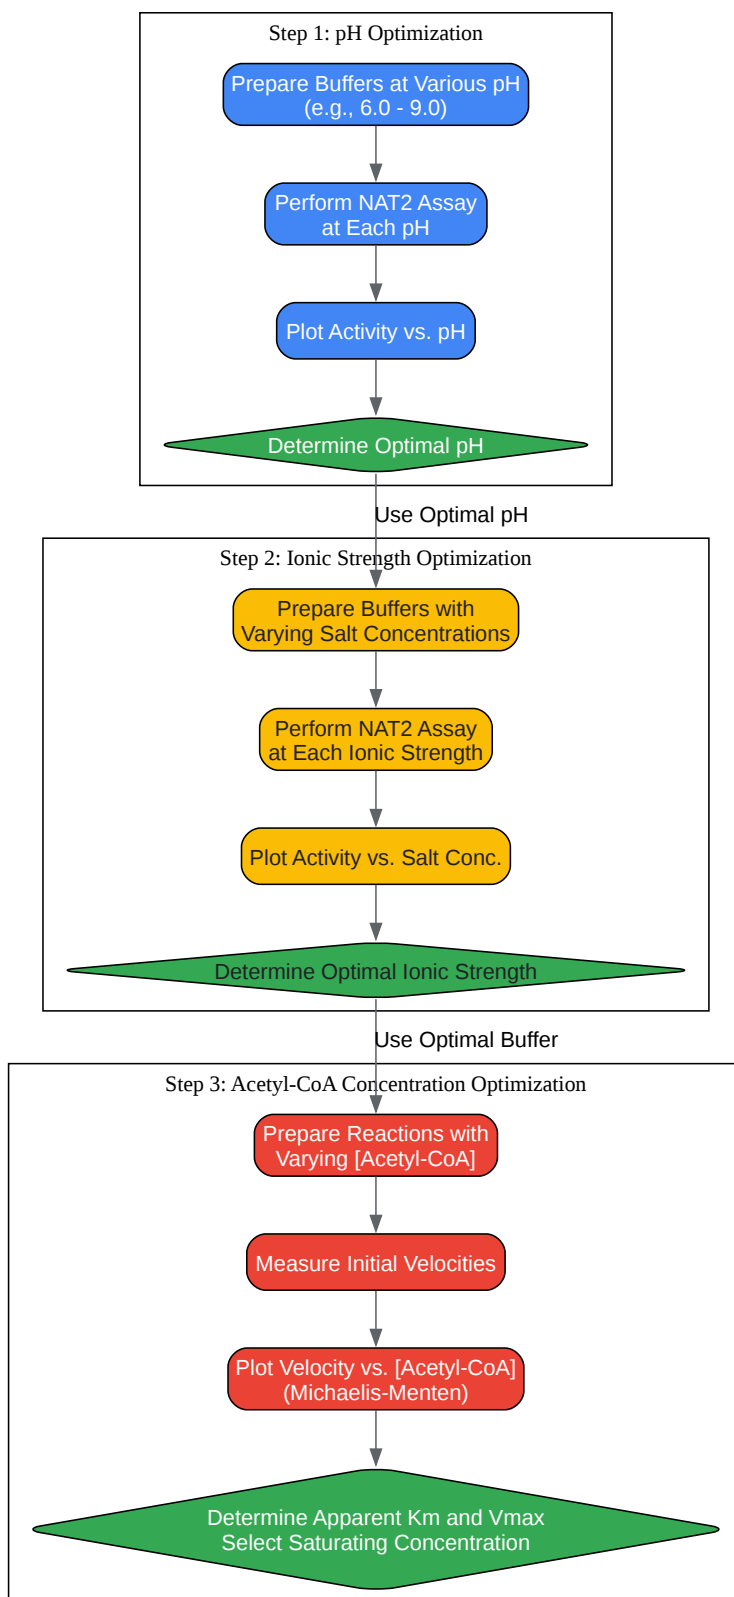 Step 1: pH Optimization
Prepare Buffers at Various pH
(e.g., 6.0 - 9.0)
Perform NAT2 Assay
at Each pH
Plot Activity vs. pH
Determine Optimal pH
Use Optimal pH
Step 2: Ionic Strength Optimization
Prepare Buffers with
Varying Salt Concentrations
Perform NAT2 Assay
at Each Ionic Strength
Plot Activity vs. Salt Conc.
Determine Optimal Ionic Strength
Use Optimal Buffer
Step 3: Acetyl-CoA Concentration Optimization
Prepare Reactions with
Varying [Acetyl-CoA]
Measure Initial Velocities
Plot Velocity vs. [Acetyl-CoA]
(Michaelis-Menten)
Determine Apparent Km and Vmax
Select Saturating Concentration